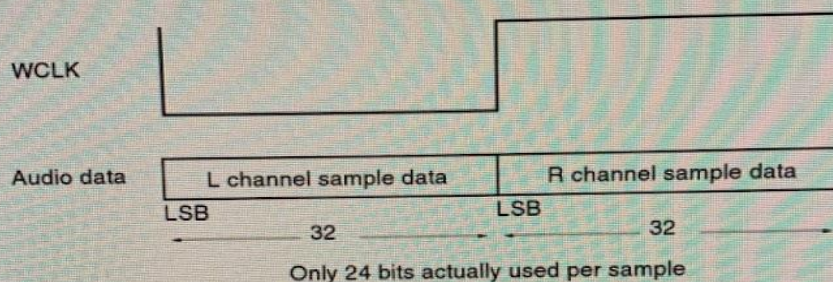 WCLK
Audio data
L channel sample data
R channel sample data
LSB
LSB
32
32
Only 24 bits actually used per sample